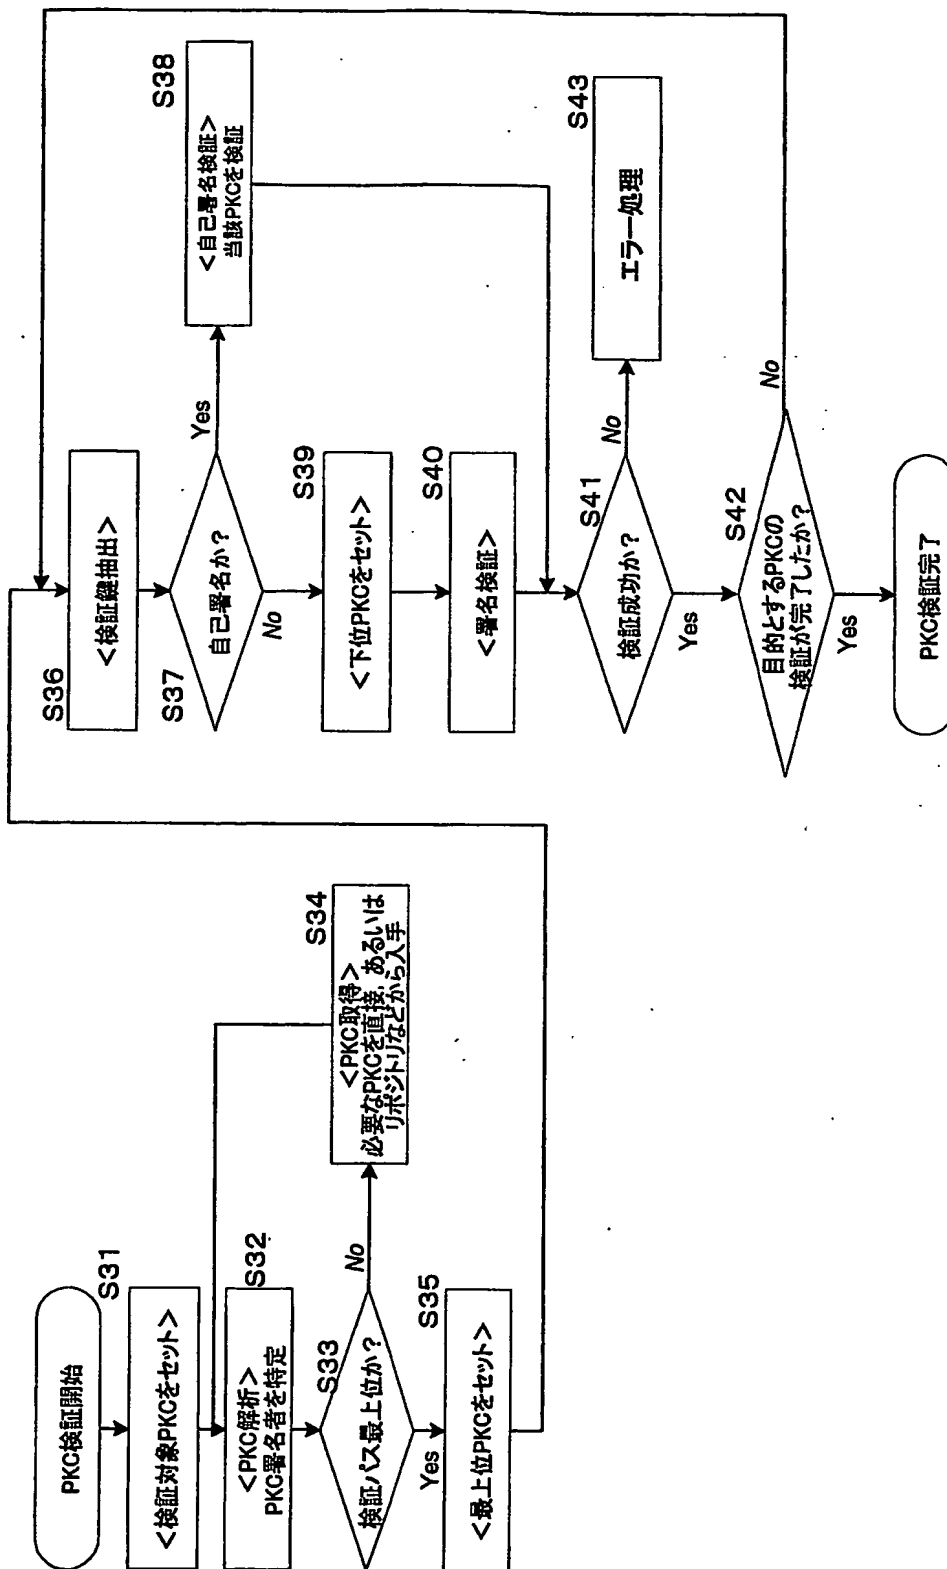 PKC検証開始
S31
<検証対象PKCをセット>
S32
<PKC解析>
PKC署名者を特定
S33
検証パス最上位か?
No
Yes
S34
<PKC取得>
必要なPKCを直接, あるいは
リポジトリなどから入手
S35
<最上位PKCをセット>
S36
<検証鍵抽出>
S37
自己署名か?
Yes
No
S38
<自己署名検証>
当該PKCを検証
S39
<下位PKCをセット>
S40
<署名検証>
S41
検証成功か?
No
Yes
S43
エラー処理
S42
目的とするPKCの
検証が完了したか?
No
Yes
PKC検証完了